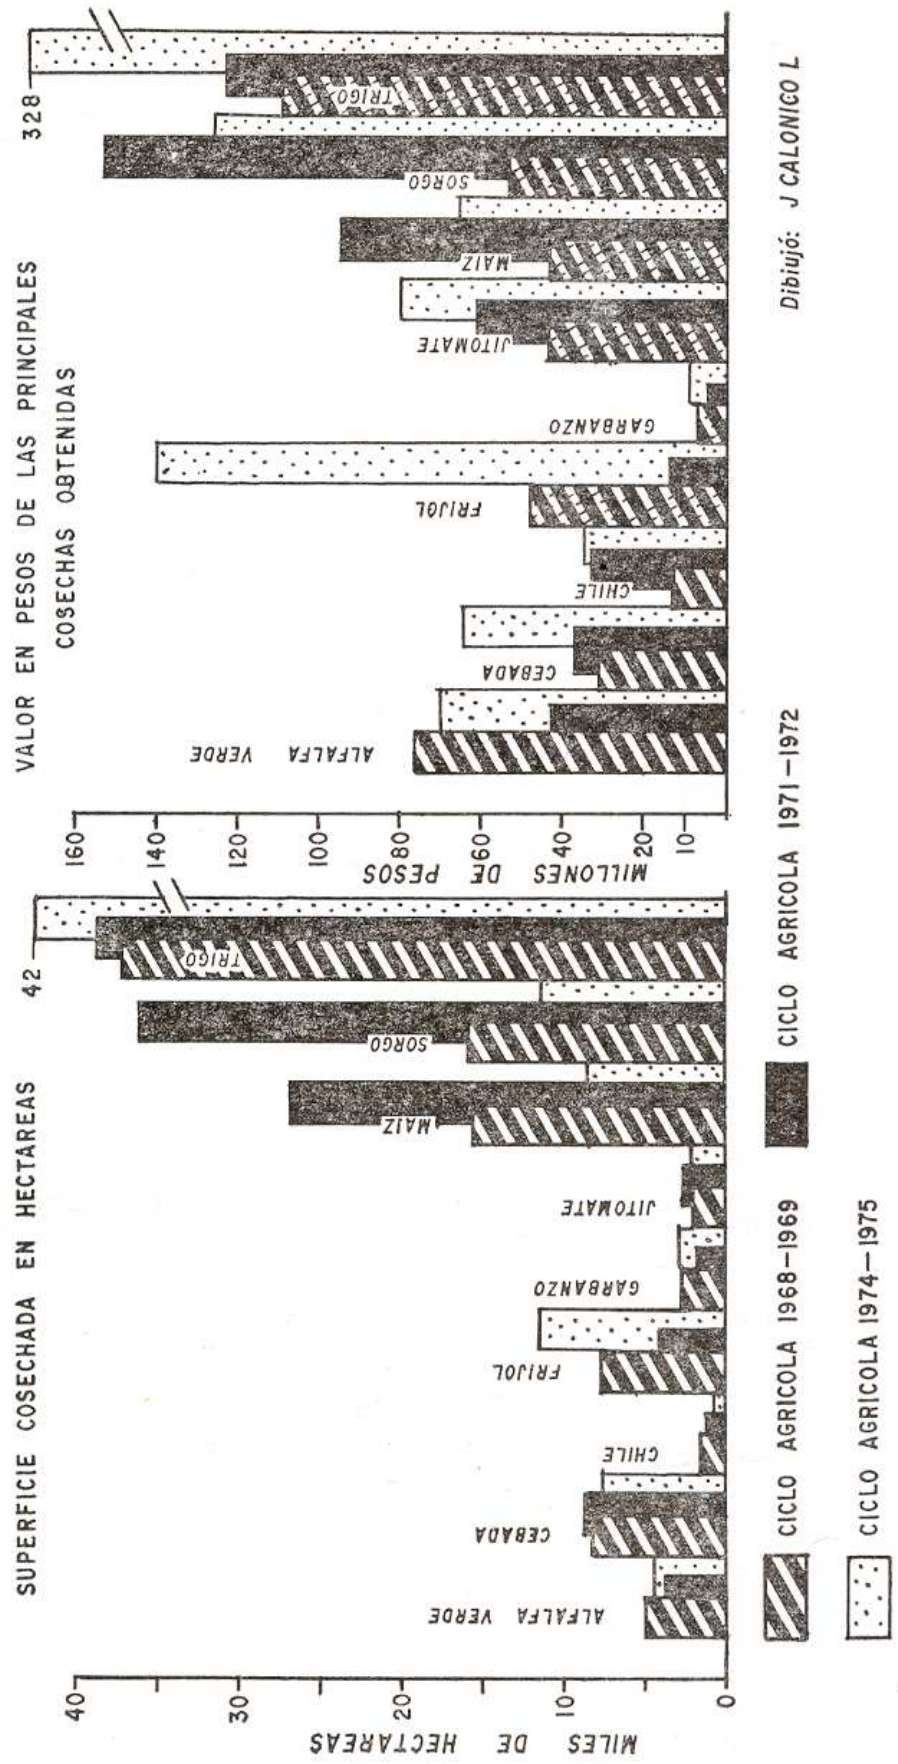 SUPERFICIE COSECHADA EN HECTAREAS
MILES DE HECTAREAS
40
30
20
10
0
42
ALFALFA VERDE
CEBADA
CHILE
FRIJOL
GARBANZO
JITOMATE
MAIZ
SORGO
TRIGO
VALOR EN PESOS DE LAS PRINCIPALES
COSECHAS OBTENIDAS
MILLONES DE PESOS
160
140
120
100
80
60
40
20
10
328
ALFALFA VERDE
CEBADA
CHILE
FRIJOL
GARBANZO
JITOMATE
MAIZ
SORGO
TRIGO
CICLO AGRICOLA 1968-1969
CICLO AGRICOLA 1971-1972
CICLO AGRICOLA 1974-1975
Dibujó: J CALONICO L